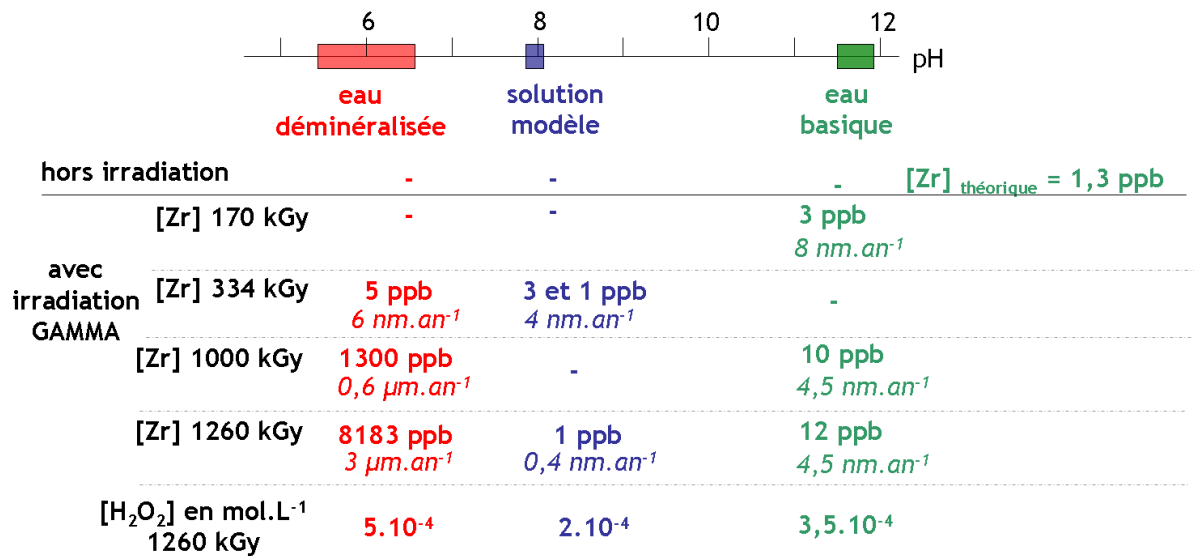 6 8 10 12
pH
eau déminéralisée
solution modèle
eau basique
hors irradiation - - - [Zr] théorique = 1,3 ppb
avec irradiation GAMMA
[Zr] 170 kGy - - 3 ppb
8 nm.an⁻¹
[Zr] 334 kGy 5 ppb 3 et 1 ppb -
6 nm.an⁻¹ 4 nm.an⁻¹
[Zr] 1000 kGy 1300 ppb - 10 ppb
0,6 µm.an⁻¹ 4,5 nm.an⁻¹
[Zr] 1260 kGy 8183 ppb 1 ppb 12 ppb
3 µm.an⁻¹ 0,4 nm.an⁻¹ 4,5 nm.an⁻¹
[H₂O₂] en mol.L⁻¹
1260 kGy 5.10⁻⁴ 2.10⁻⁴ 3,5.10⁻⁴